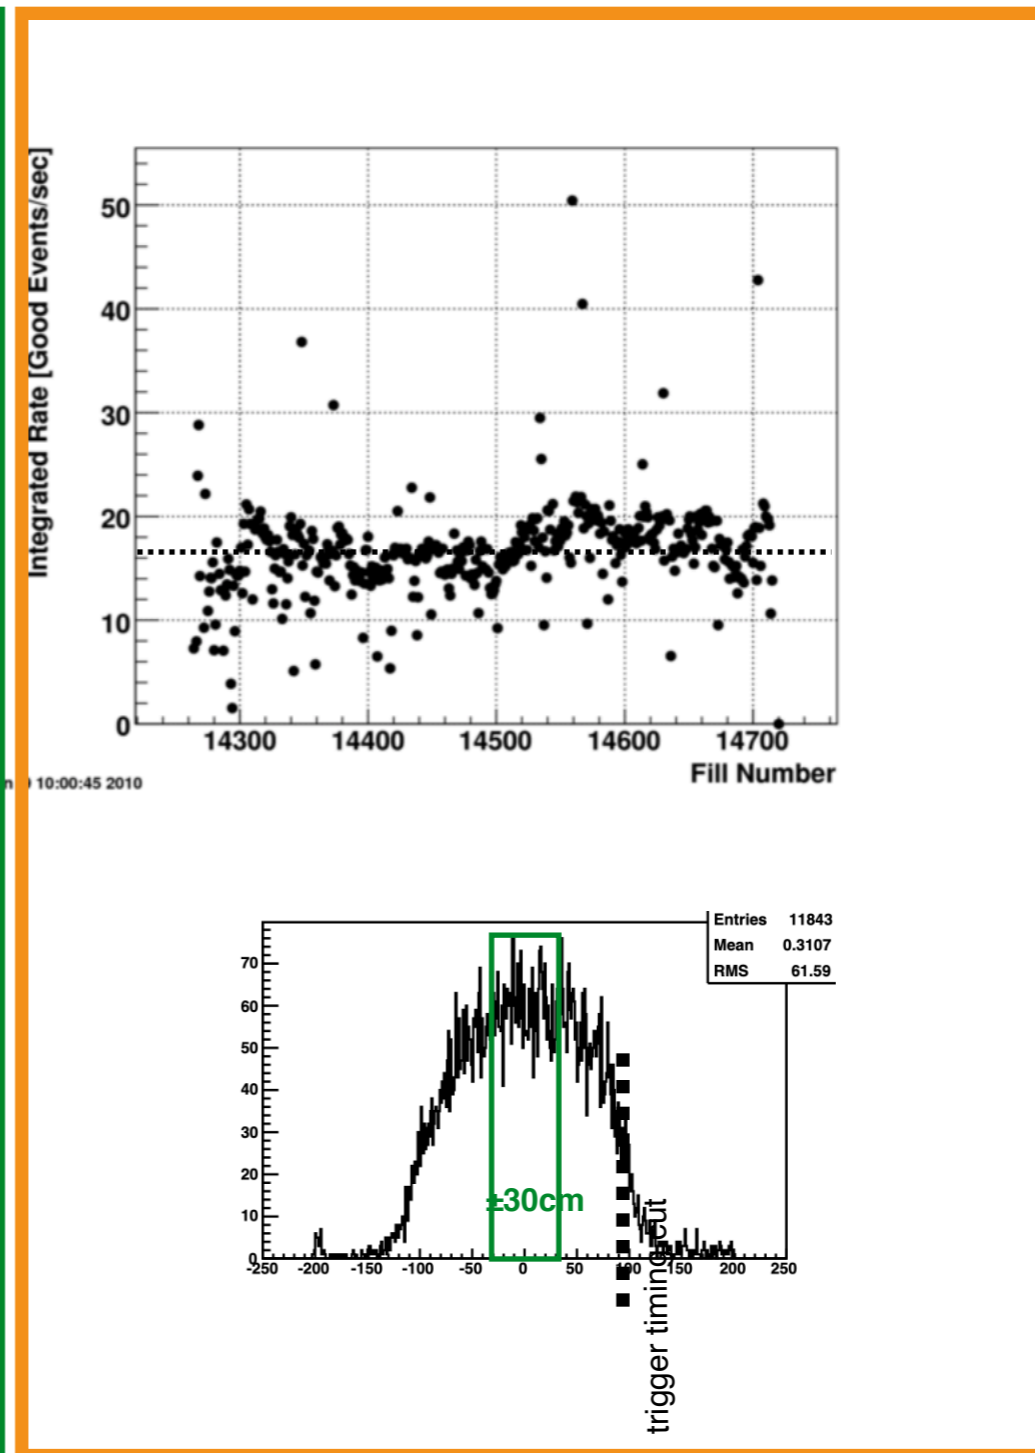 Integrated Rate [Good Events/sec]
50
40
30
20
10
0
14300 14400 14500 14600 14700
Fill Number
10:00:45 2010
Entries 11843
Mean 0.3107
RMS 61.59
70
60
50
40
30
20
10
0
±30cm
-250 -200 -150 -100 -50 0 50 100 150 200 250
trigger timing cut